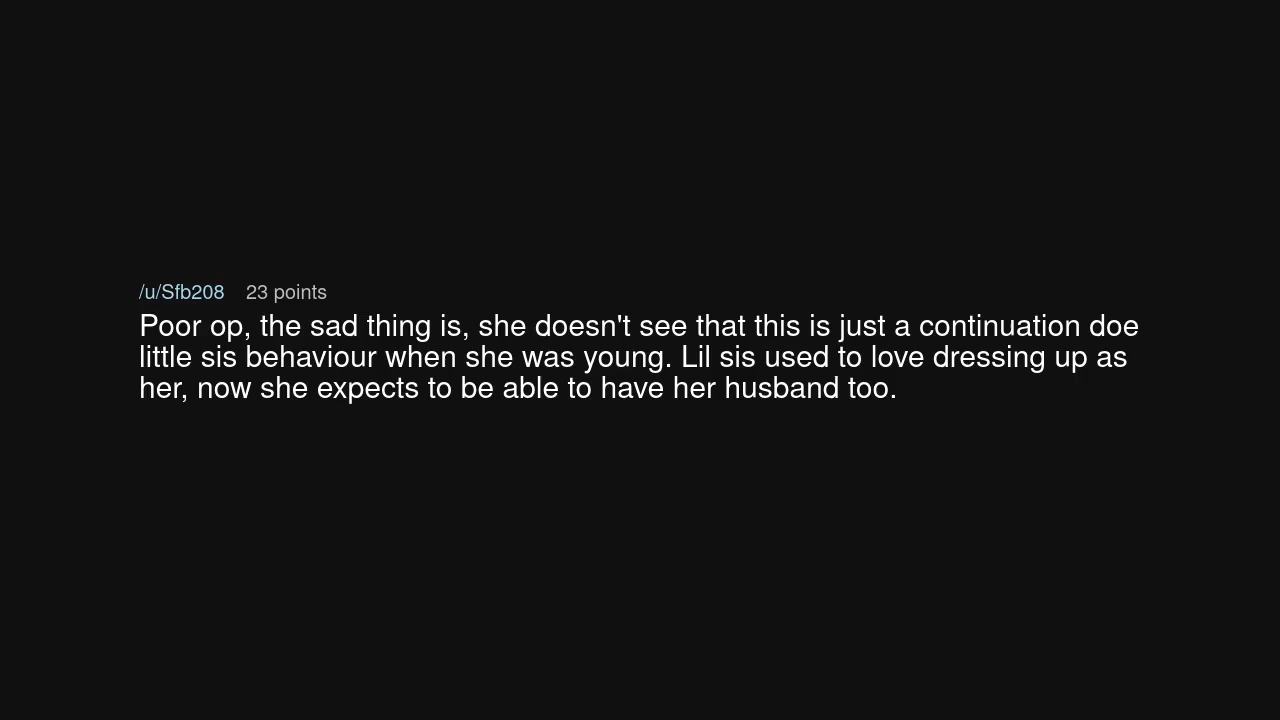 /u/Sfb208 23 points
Poor op, the sad thing is, she doesn't see that this is just a continuation doe
little sis behaviour when she was young. Lil sis used to love dressing up as
her, now she expects to be able to have her husband too.